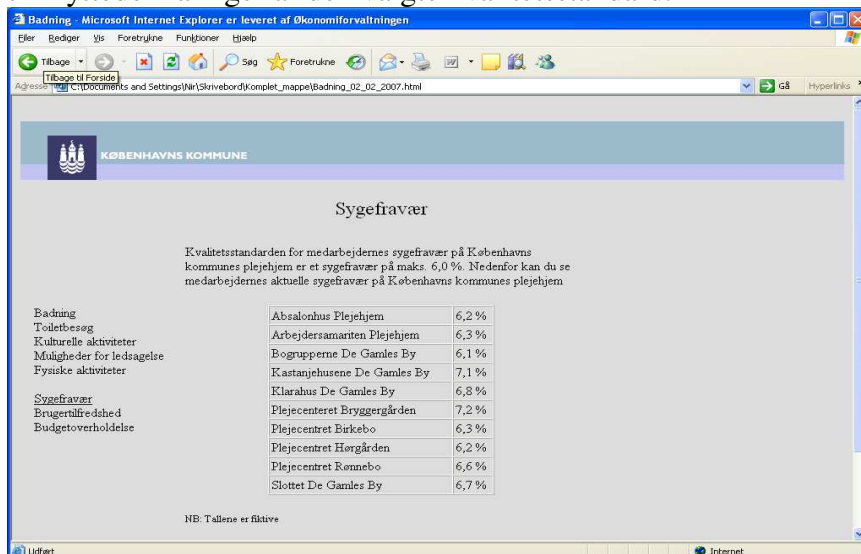 Badning - Microsoft Internet Explorer er leveret af Økonomiforvaltningen
Filer Rediger Vis Foretrukne Funktioner Hjælp
Tilbage Søg Foretrukne
Tilbage til Forside
Adresse C:\Documents and Settings\Nir\Skrivebord\Komplet_mappe\Badning_02_02_2007.html Gå Hyperlinks
KØBENHAVNS KOMMUNE
Sygefravær
Kvalitetsstandarden for medarbejdernes sygefravær på Københavns
kommunes plejehjem er et sygefravær på maks. 6,0 %. Nedenfor kan du se
medarbejdernes aktuelle sygefravær på Københavns kommunes plejehjem
Badning
Toiletbesøg
Kulturelle aktiviteter
Muligheder for ledsagelse
Fysiske aktiviteter
Sygefravær
Brugertilfredshed
Budgetoverholdelse
Absalonhus Plejehjem 6,2 %
Arbejdersamariten Plejehjem 6,3 %
Bogrupperne De Gamles By 6,1 %
Kastanjehusene De Gamles By 7,1 %
Klarahus De Gamles By 6,8 %
Plejecenteret Bryggergården 7,2 %
Plejecentret Birkebo 6,3 %
Plejecentret Hørgården 6,2 %
Plejecentret Rønnebo 6,6 %
Slottet De Gamles By 6,7 %
NB: Tallene er fiktive
Udført Internet